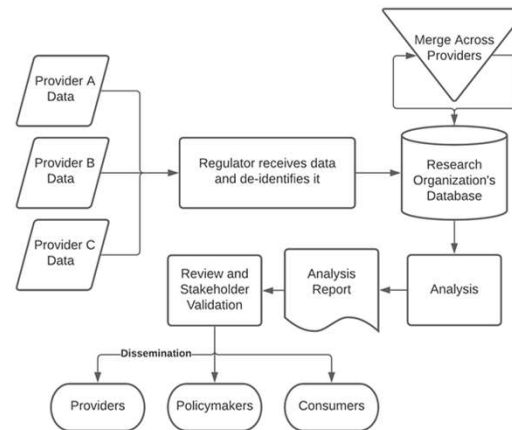 Merge Across
Providers
Provider A
Data
Provider B
Data
Provider C
Data
Regulator receives data
and de-identifies it
Research
Organization's
Database
Review and
Stakeholder
Validation
Analysis
Report
Analysis
Dissemination
Providers
Policymakers
Consumers